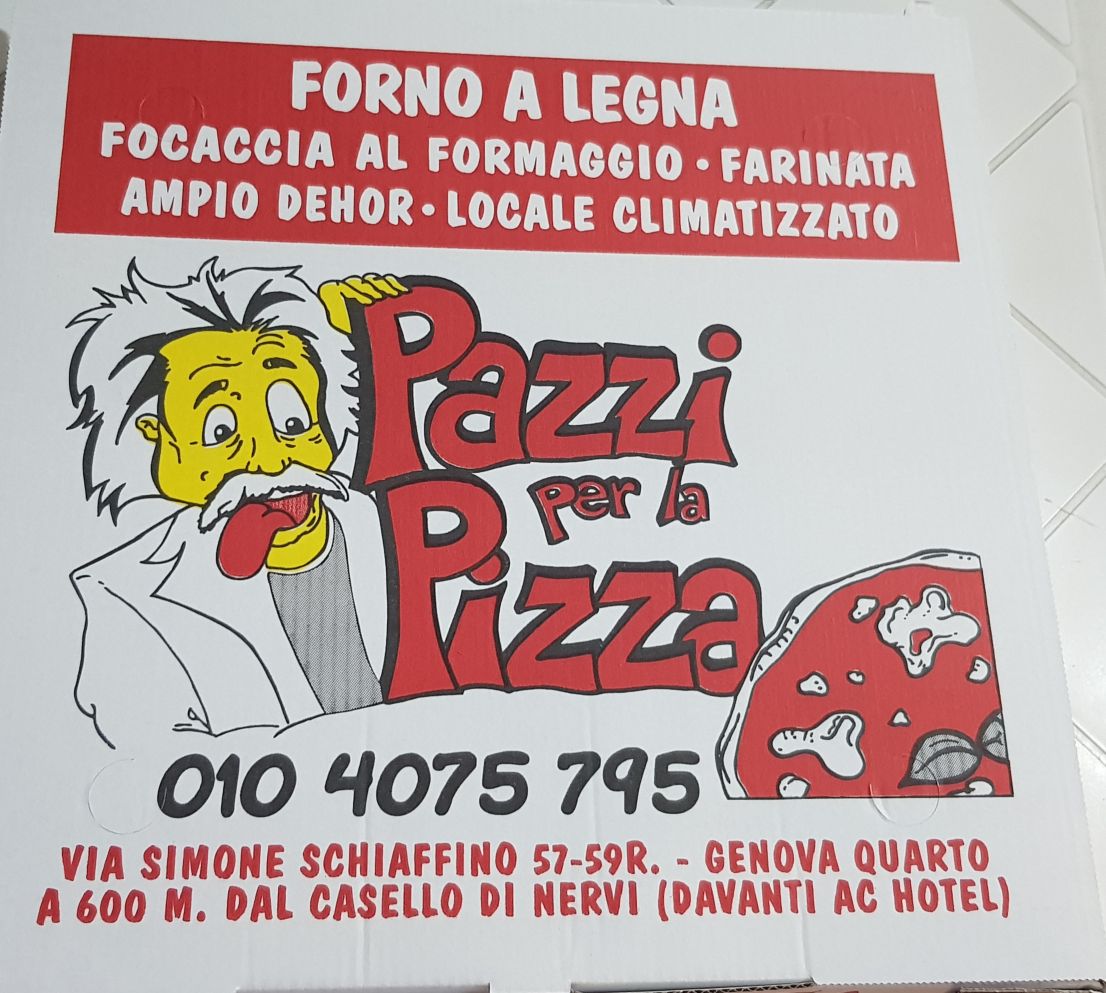 FORNO A LEGNA
FOCACCIA AL FORMAGGIO • FARINATA
AMPIO DEHOR • LOCALE CLIMATIZZATO
Pazzi
per la
Pizza
010 4075 795
VIA SIMONE SCHIAFFINO 57-59R. - GENOVA QUARTO
A 600 M. DAL CASELLO DI NERVI (DAVANTI AC HOTEL)